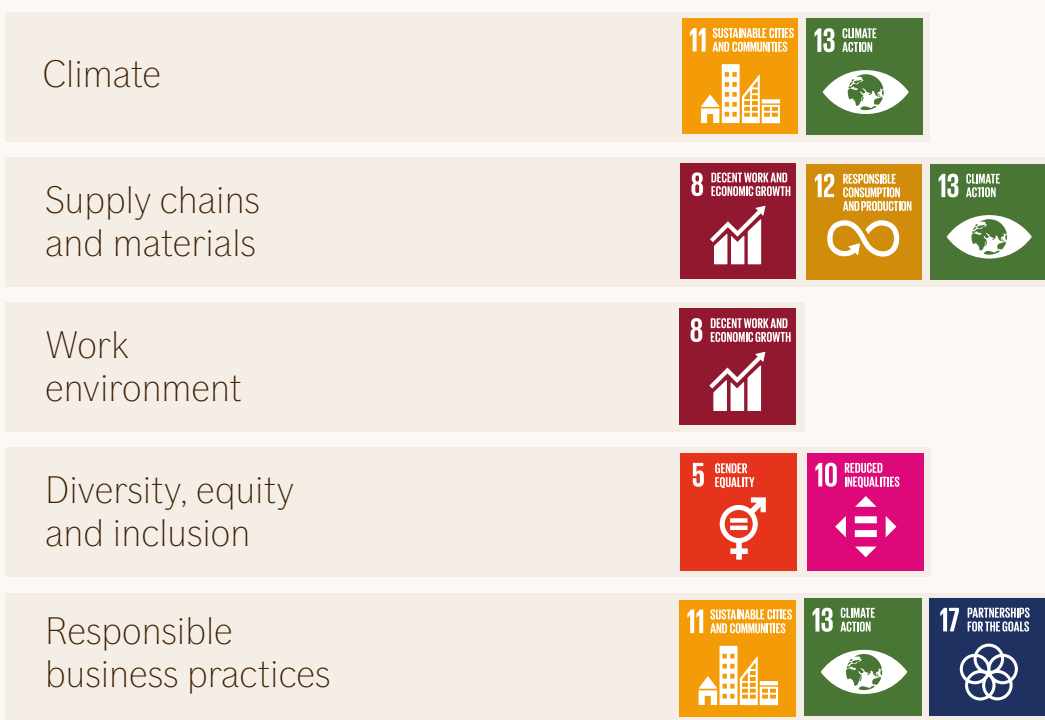 Climate
11 SUSTAINABLE CITIES
AND COMMUNITIES
13 CLIMATE
ACTION
Supply chains
and materials
8 DECENT WORK AND
ECONOMIC GROWTH
12 RESPONSIBLE
CONSUMPTION
AND PRODUCTION
13 CLIMATE
ACTION
Work
environment
8 DECENT WORK AND
ECONOMIC GROWTH
Diversity, equity
and inclusion
5 GENDER
EQUALITY
10 REDUCED
INEQUALITIES
Responsible
business practices
11 SUSTAINABLE CITIES
AND COMMUNITIES
13 CLIMATE
ACTION
17 PARTNERSHIPS
FOR THE GOALS